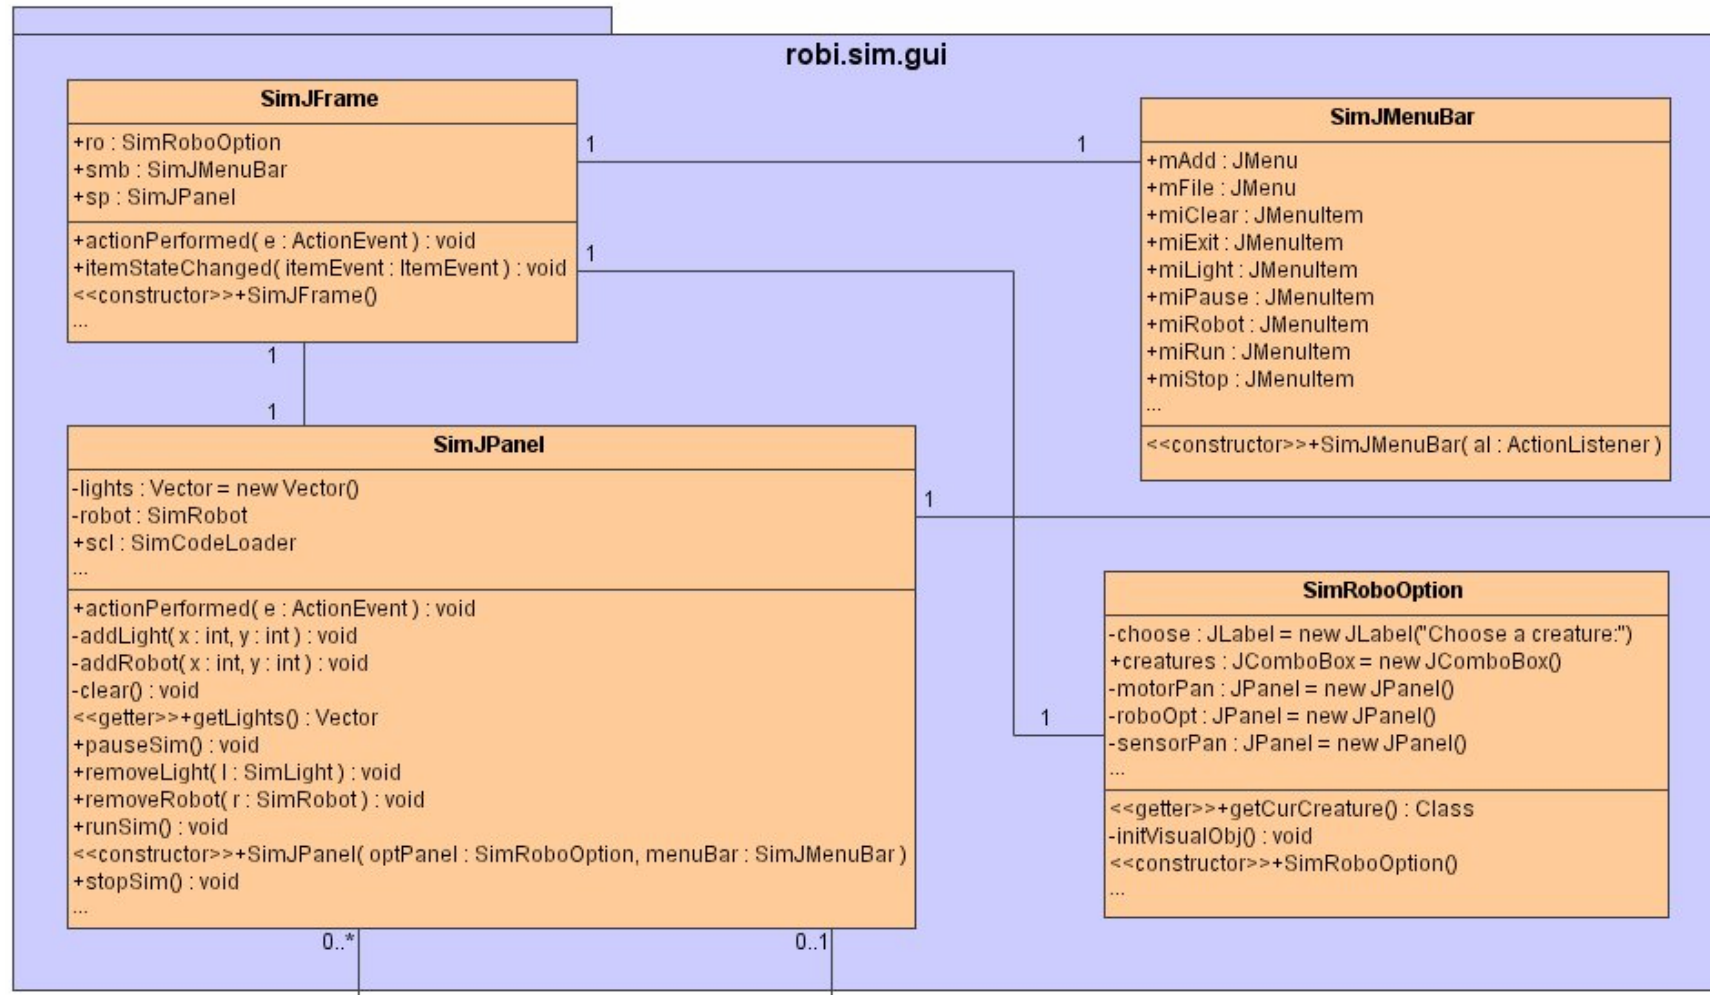 robi.sim.gui
SimJFrame
+ro : SimRoboOption
+smb : SimJMenuBar
+sp : SimJPanel
+actionPerformed( e : ActionEvent ) : void
+itemStateChanged( itemEvent : ItemEvent ) : void
<<constructor>>+SimJFrame()
...
1
1
SimJMenuBar
+mAdd : JMenu
+mFile : JMenu
+miClear : JMenuItem
+miExit : JMenuItem
+miLight : JMenuItem
+miPause : JMenuItem
+miRobot : JMenuItem
+miRun : JMenuItem
+miStop : JMenuItem
...
<<constructor>>+SimJMenuBar( al : ActionListener )
1
1
1
SimJPanel
-lights : Vector = new Vector()
-robot : SimRobot
+scl : SimCodeLoader
...
+actionPerformed( e : ActionEvent ) : void
-addLight( x : int, y : int ) : void
-addRobot( x : int, y : int ) : void
-clear() : void
<<getter>>+getLights() : Vector
+pauseSim() : void
+removeLight( l : SimLight ) : void
+removeRobot( r : SimRobot ) : void
+runSim() : void
<<constructor>>+SimJPanel( optPanel : SimRoboOption, menuBar : SimJMenuBar )
+stopSim() : void
...
1
1
SimRoboOption
-choose : JLabel = new JLabel("Choose a creature:")
+creatures : JComboBox = new JComboBox()
-motorPan : JPanel = new JPanel()
-roboOpt : JPanel = new JPanel()
-sensorPan : JPanel = new JPanel()
...
<<getter>>+getCurCreature() : Class
-initVisualObj() : void
<<constructor>>+SimRoboOption()
...
0..*
0..1